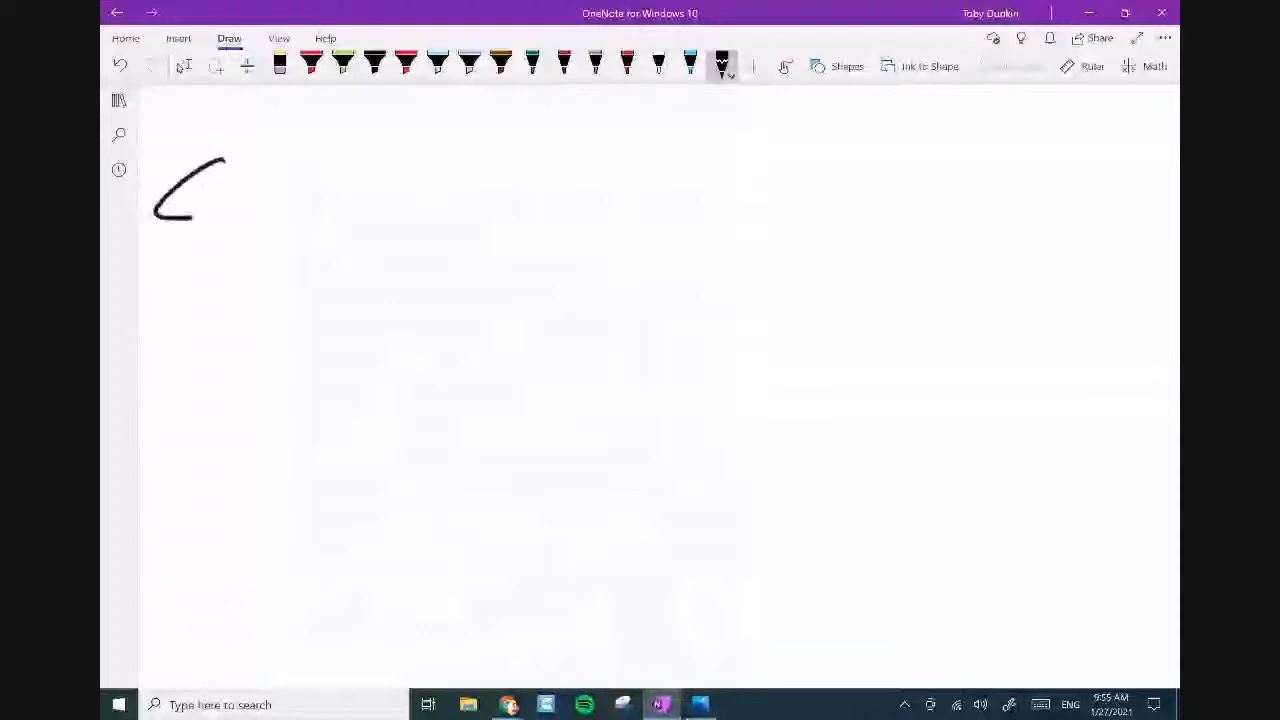 OneNote for Windows 10
Toby Dudkin
Home Insert Draw View Help
Share
Shapes
Ink to Shape
Ruler
Math
C
Type here to search
ENG
9:55 AM
1/27/2021